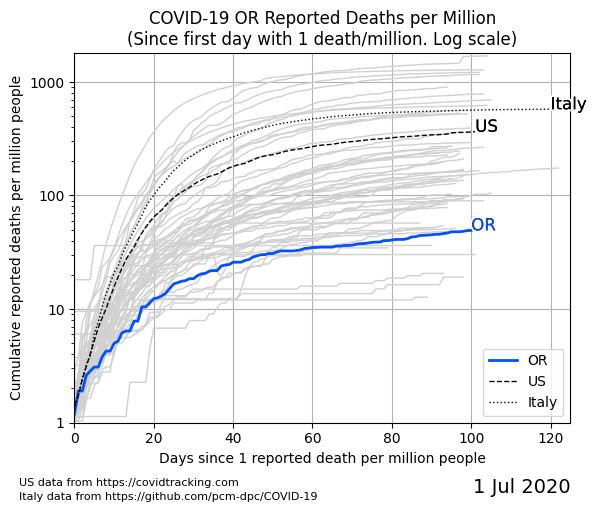 COVID-19 OR Reported Deaths per Million
(Since first day with 1 death/million. Log scale)
Cumulative reported deaths per million people
1000
100
10
1
Italy
US
OR
OR
US
Italy
0 20 40 60 80 100 120
Days since 1 reported death per million people
US data from https://covidtracking.com
Italy data from https://github.com/pcm-dpc/COVID-19
1 Jul 2020